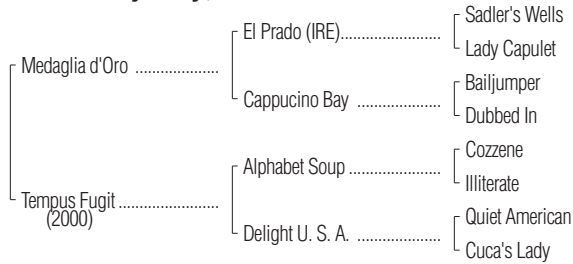 Sadler's Wells
El Prado (IRE)....................
Lady Capulet
Medaglia d'Oro ....................
Bailjumper
Cappucino Bay ....................
Dubbed In
Cozzene
Alphabet Soup ...................
Illiterate
Tempus Fugit ........................
(2000)
Quiet American
Delight U. S. A. ....................
Cuca's Lady